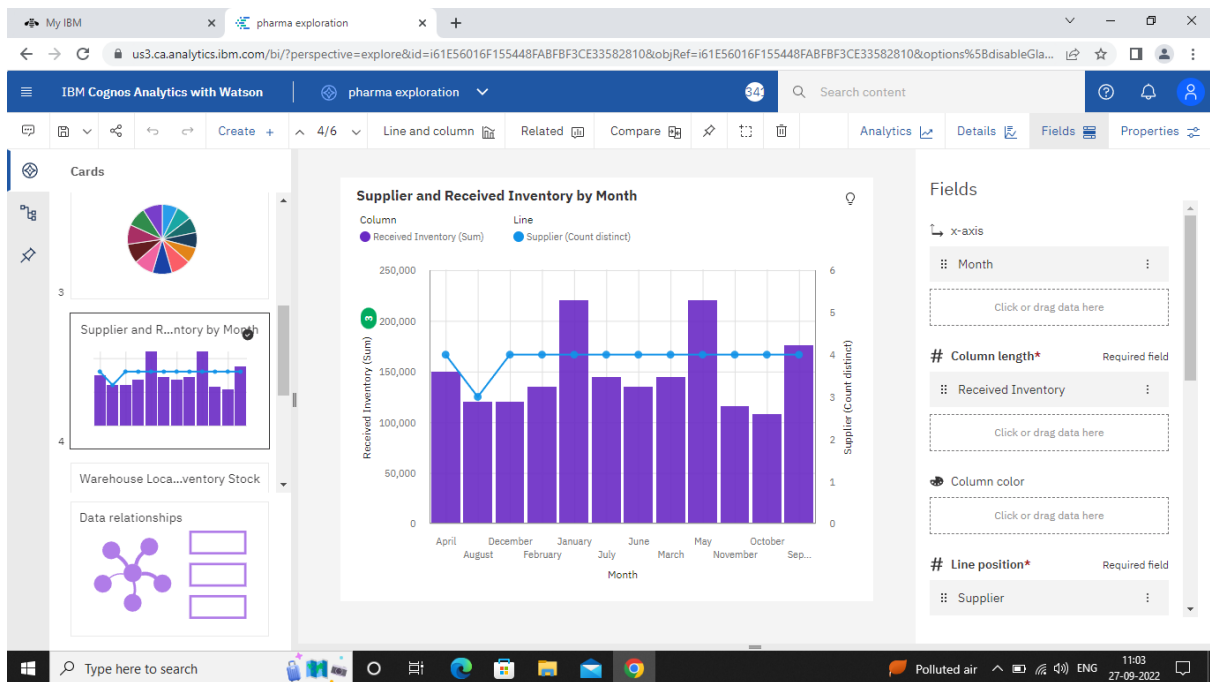 My IBM
pharma exploration
us3.ca.analytics.ibm.com/bi/?perspective=explore&id=i61E56016F155448FABFBF3CE33582810&objRef=i61E56016F155448FABFBF3CE33582810&options%5BdisableGla...
IBM Cognos Analytics with Watson
pharma exploration
Search content
Create +
4/6
Line and column
Related
Compare
Analytics
Details
Fields
Properties
Cards
3
Supplier and R...ntory by Month
4
Warehouse Loca...ventory Stock
Data relationships
Supplier and Received Inventory by Month
Column
Line
Received Inventory (Sum)
Supplier (Count distinct)
250,000
200,000
150,000
100,000
50,000
0
Received Inventory (Sum)
3
6
5
4
3
2
1
0
Supplier (Count distinct)
April
December
January
June
May
October
August
February
July
March
November
Sep...
Month
Fields
x-axis
Month
Click or drag data here
# Column length*
Required field
Received Inventory
Click or drag data here
Column color
Click or drag data here
# Line position*
Required field
Supplier
Type here to search
Polluted air
ENG
11:03
27-09-2022